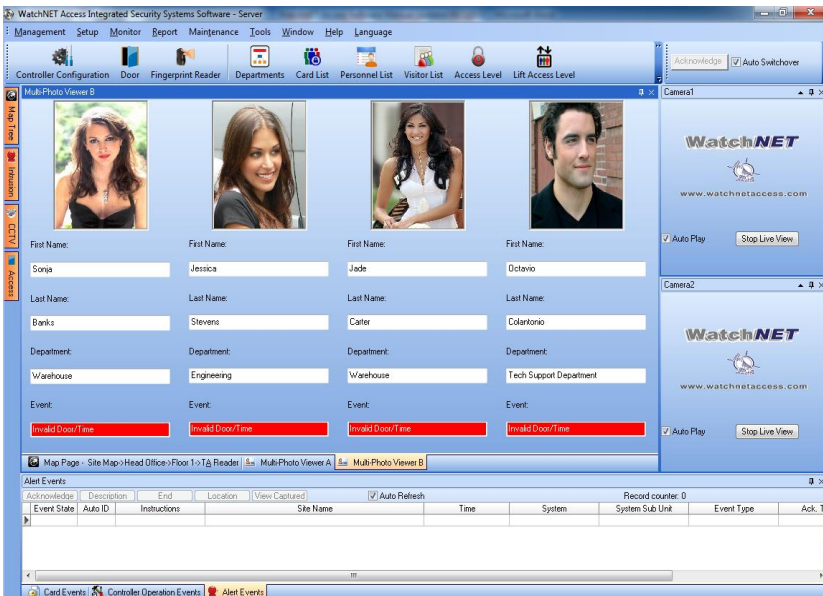 WatchNET Access Integrated Security Systems Software - Server
Management Setup Monitor Report Maintenance Tools Window Help Language
Controller Configuration Door Fingerprint Reader Departments Card List Personnel List Visitor List Access Level Lift Access Level
Acknowledge Auto Switchover
Multi-Photo Viewer B
Camera1
Map Tree
Intrusion
CCTV
Access
WatchNET
www.watchnetaccess.com
Auto Play Stop Live View
First Name: First Name: First Name: First Name:
Sonja Jessica Jade Octavio
Last Name: Last Name: Last Name: Last Name:
Banks Stevens Carter Colantonio
Department: Department: Department: Department:
Warehouse Engineering Warehouse Tech Support Department
Event: Event: Event: Event:
Invalid Door/Time Invalid Door/Time Invalid Door/Time Invalid Door/Time
Camera2
WatchNET
www.watchnetaccess.com
Auto Play Stop Live View
Map Page - Site Map->Head Office->Floor 1->TA Reader Multi-Photo Viewer A Multi-Photo Viewer B
Alert Events
Acknowledge Description End Location View Captured Auto Refresh Record counter: 0
Event State Auto ID Instructions Site Name Time System System Sub Unit Event Type Ack. T
Card Events Controller Operation Events Alert Events